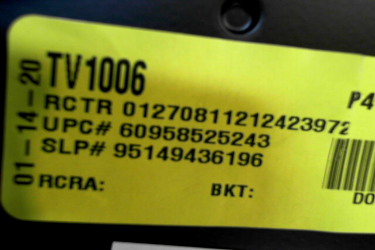 01-14-20
TV1006
P4
RCTR 01270811212423972
UPC# 60958525243
SLP# 95149436196
RCRA:
BKT:
DO